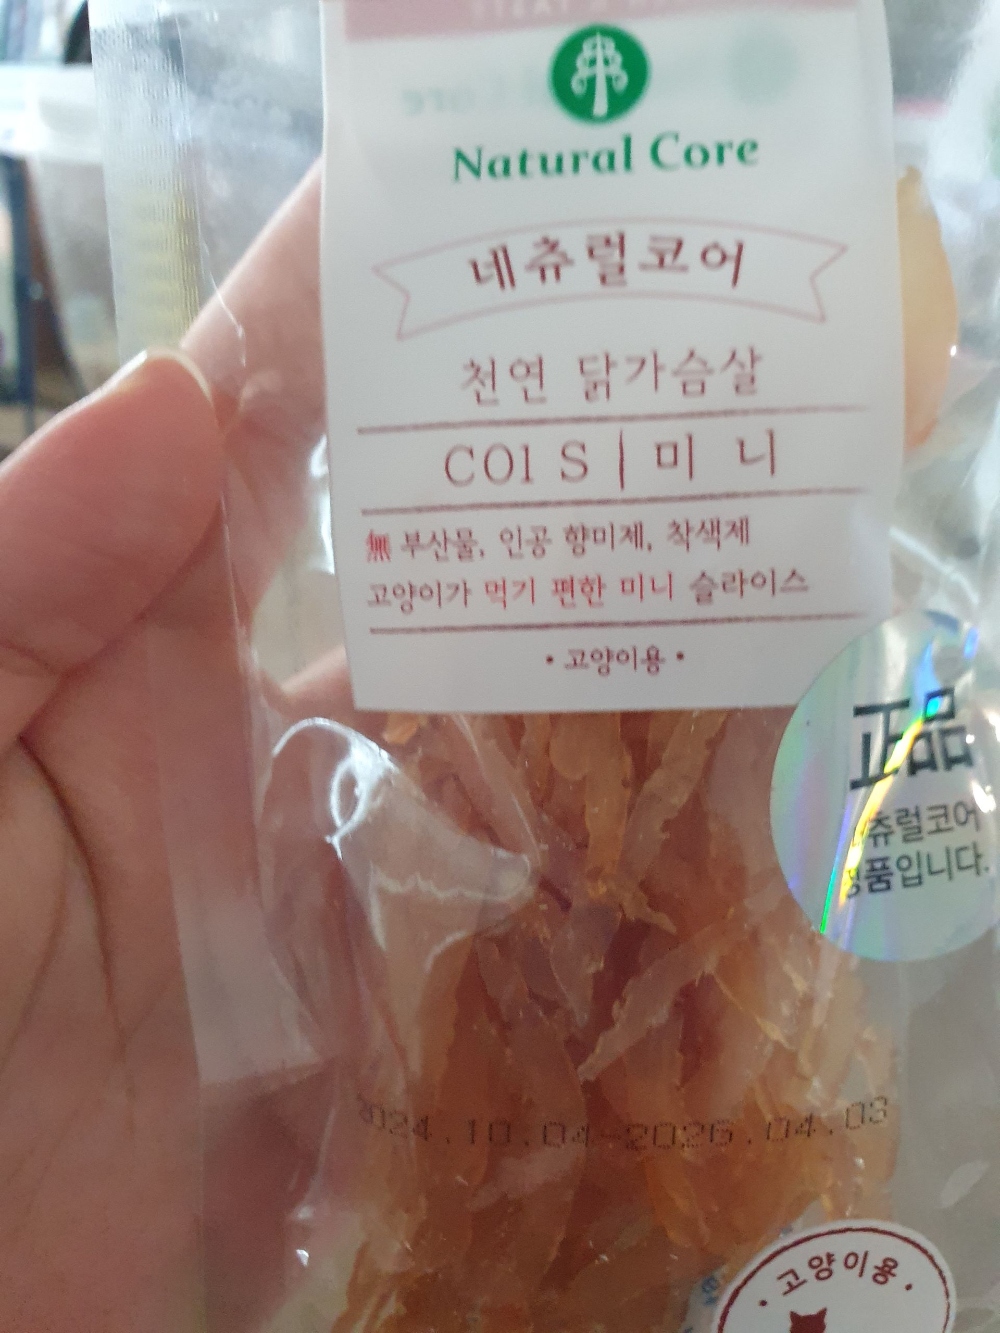 Natural Core
네츄럴코어
천연 닭가슴살
C01 S | 미 니
無 부산물, 인공 향미제, 착색제
고양이가 먹기 편한 미니 슬라이스
• 고양이용 •
正品
츄럴코어
품입니다.
2024.10.04-2026.04.03
• 고양이용 •